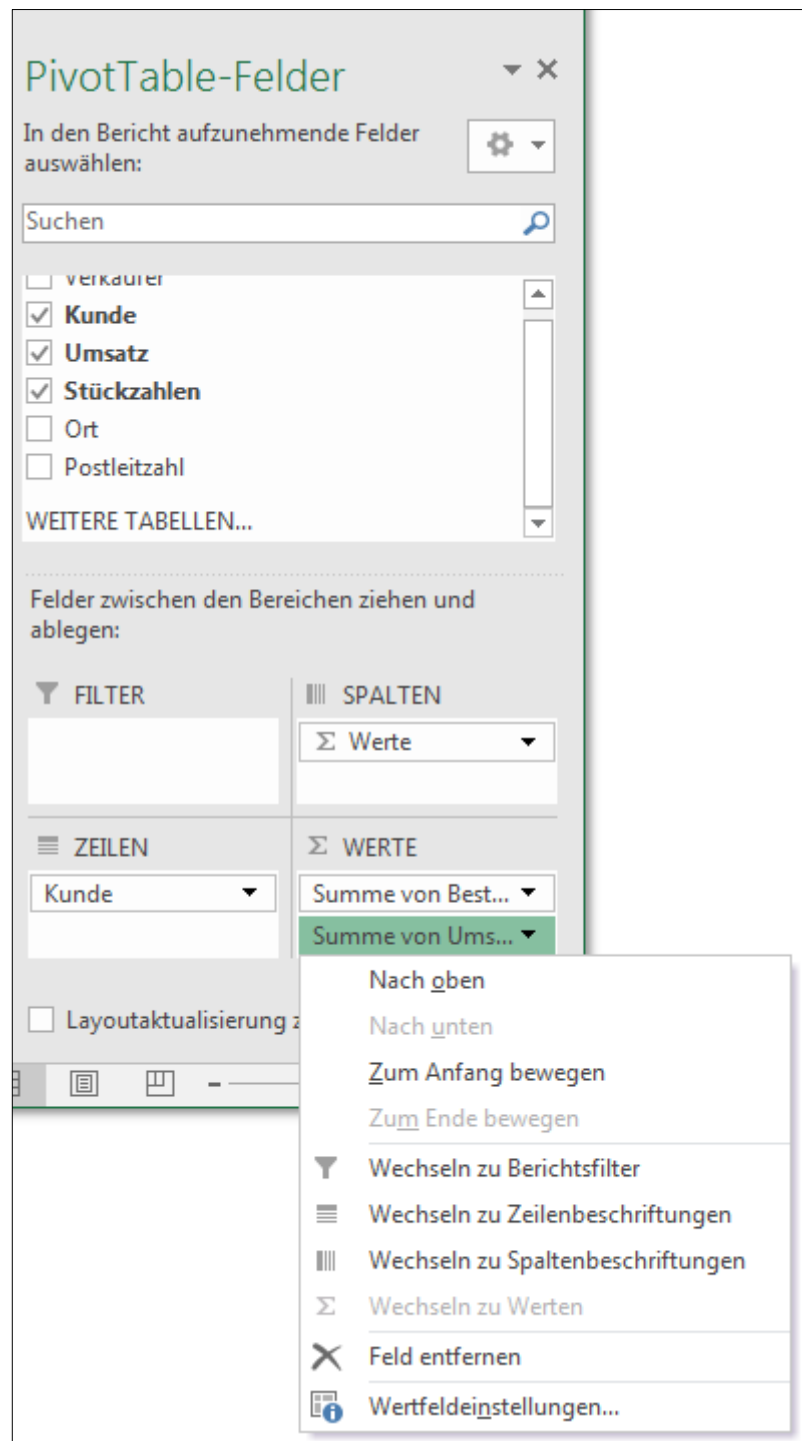 PivotTable-Felder
In den Bericht aufzunehmende Felder
auswählen:
Suchen
Verkäufer
Kunde
Umsatz
Stückzahlen
Ort
Postleitzahl
WEITERE TABELLEN...
Felder zwischen den Bereichen ziehen und
ablegen:
FILTER
SPALTEN
Σ Werte
ZEILEN
Σ WERTE
Kunde
Summe von Best...
Summe von Ums...
Layoutaktualisierung z
Nach oben
Nach unten
Zum Anfang bewegen
Zum Ende bewegen
Wechseln zu Berichtsfilter
Wechseln zu Zeilenbeschriftungen
Wechseln zu Spaltenbeschriftungen
Σ Wechseln zu Werten
Feld entfernen
Wertfeldeinstellungen...